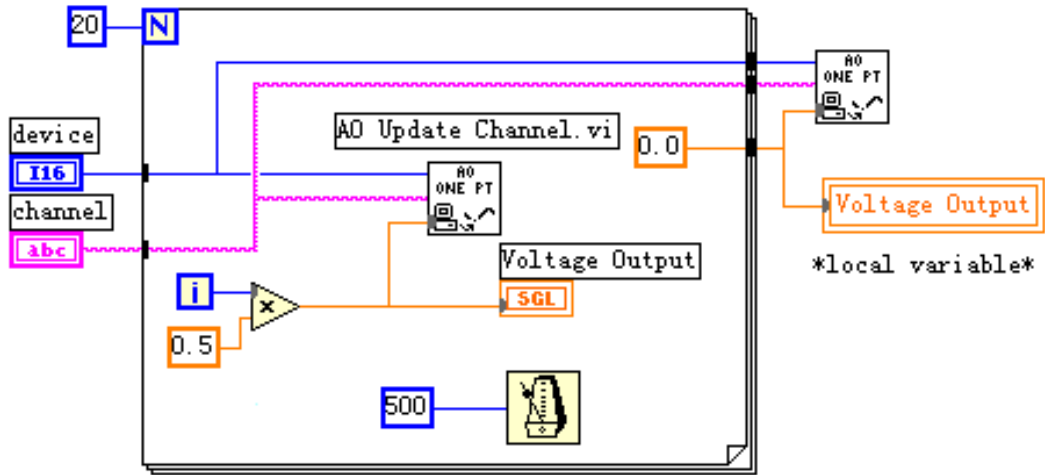 20
N
AO
ONE PT
AO Update Channel.vi
device
I16
0.0
AO
ONE PT
channel
abc
Voltage Output
*local variable*
Voltage Output
SGL
i
×
0.5
500